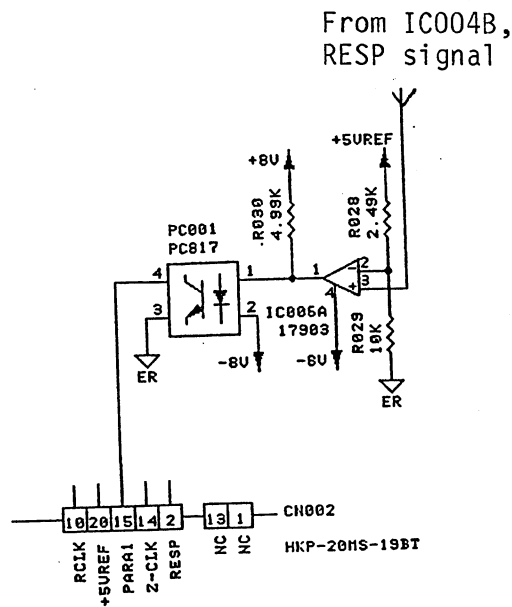 From IC004B,
RESP signal
+5VREF
+8V
.R030
4.99K
R028
2.49K
PC001
PC817
4
1
1
2
3
3
2
4
-
+
IC006A
17903
R029
10K
ER
-8V
-6V
ER
10 20 15 14 2
13 1
CN002
RCLK
+5VREF
PARA1
Z-CLK
RESP
NC
NC
HKP-20MS-19BT